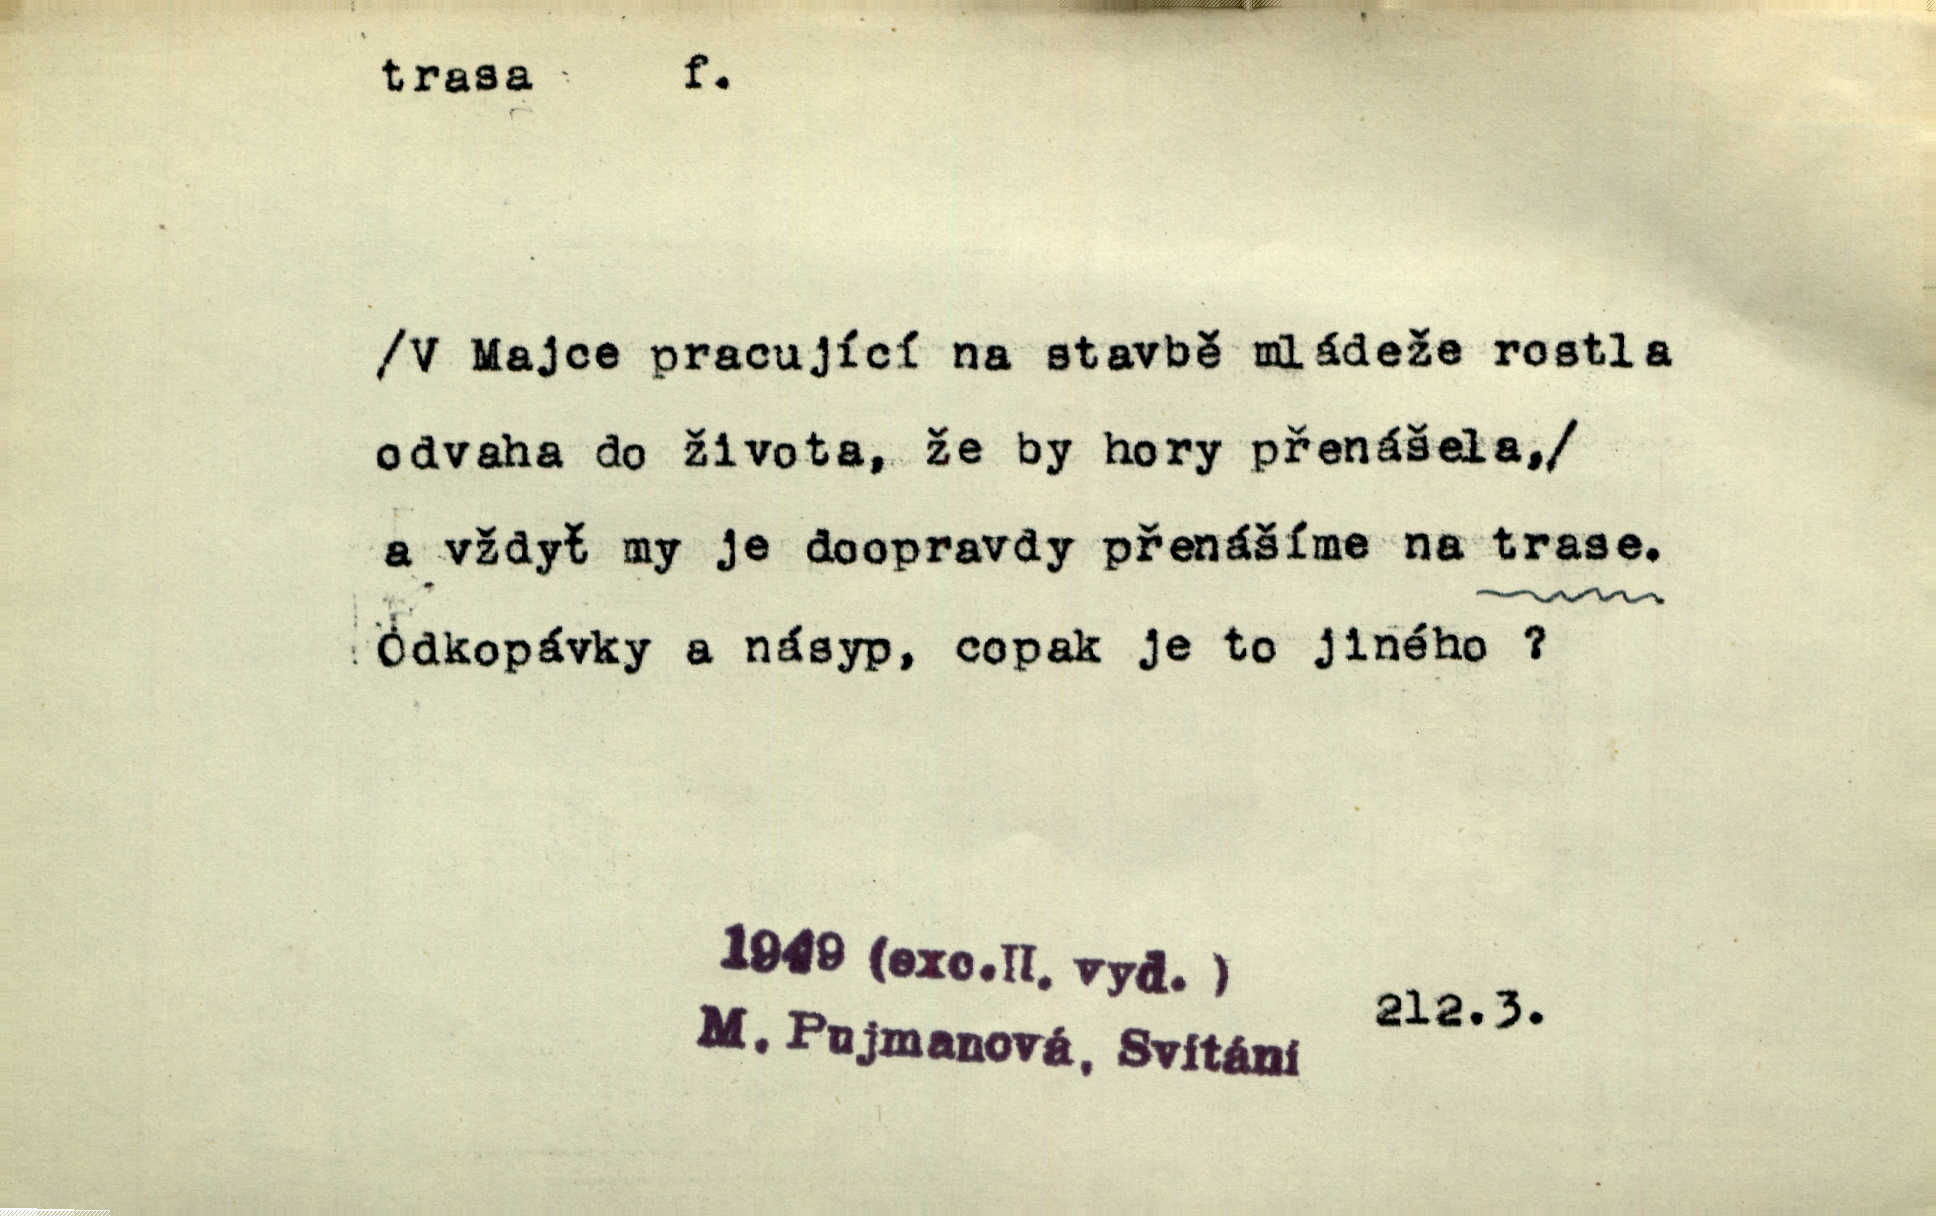 trasa f.
/V Majce pracující na stavbě mládeže rostla
odvaha do života, že by hory přenášela,/
a vždyť my je doopravdy přenášíme na trase.
Odkopávky a násyp, copak je to jiného ?
1949 (exc.II. vyd. )
M. Pujmanová, Svítání
212.3.